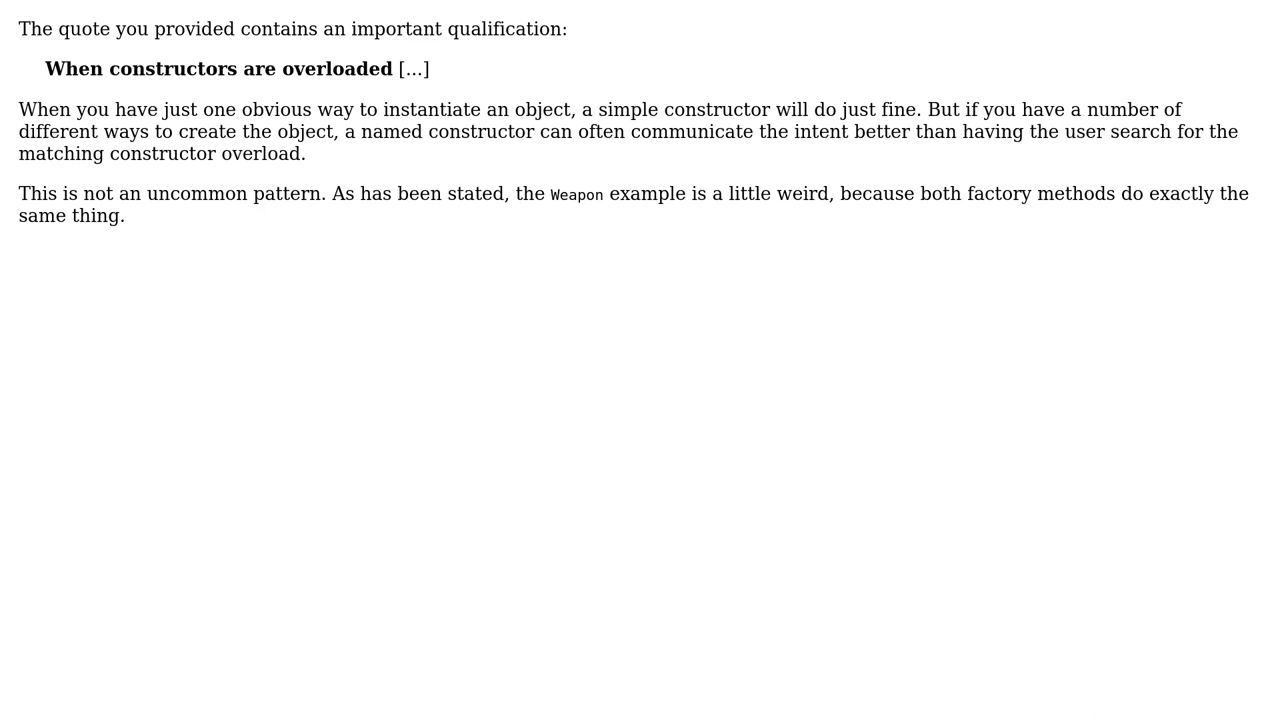 The quote you provided contains an important qualification:
When constructors are overloaded [...]
When you have just one obvious way to instantiate an object, a simple constructor will do just fine. But if you have a number of
different ways to create the object, a named constructor can often communicate the intent better than having the user search for the
matching constructor overload.
This is not an uncommon pattern. As has been stated, the Weapon example is a little weird, because both factory methods do exactly the
same thing.